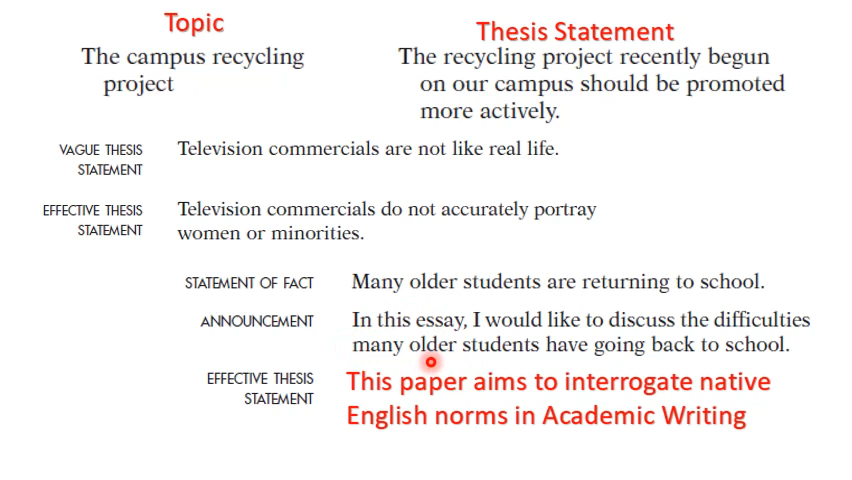 Topic
Thesis Statement
The campus recycling
project
The recycling project recently begun
on our campus should be promoted
more actively.
VAGUE THESIS
STATEMENT
Television commercials are not like real life.
EFFECTIVE THESIS
STATEMENT
Television commercials do not accurately portray
women or minorities.
STATEMENT OF FACT
Many older students are returning to school.
ANNOUNCEMENT
In this essay, I would like to discuss the difficulties
many older students have going back to school.
EFFECTIVE THESIS
STATEMENT
This paper aims to interrogate native
English norms in Academic Writing